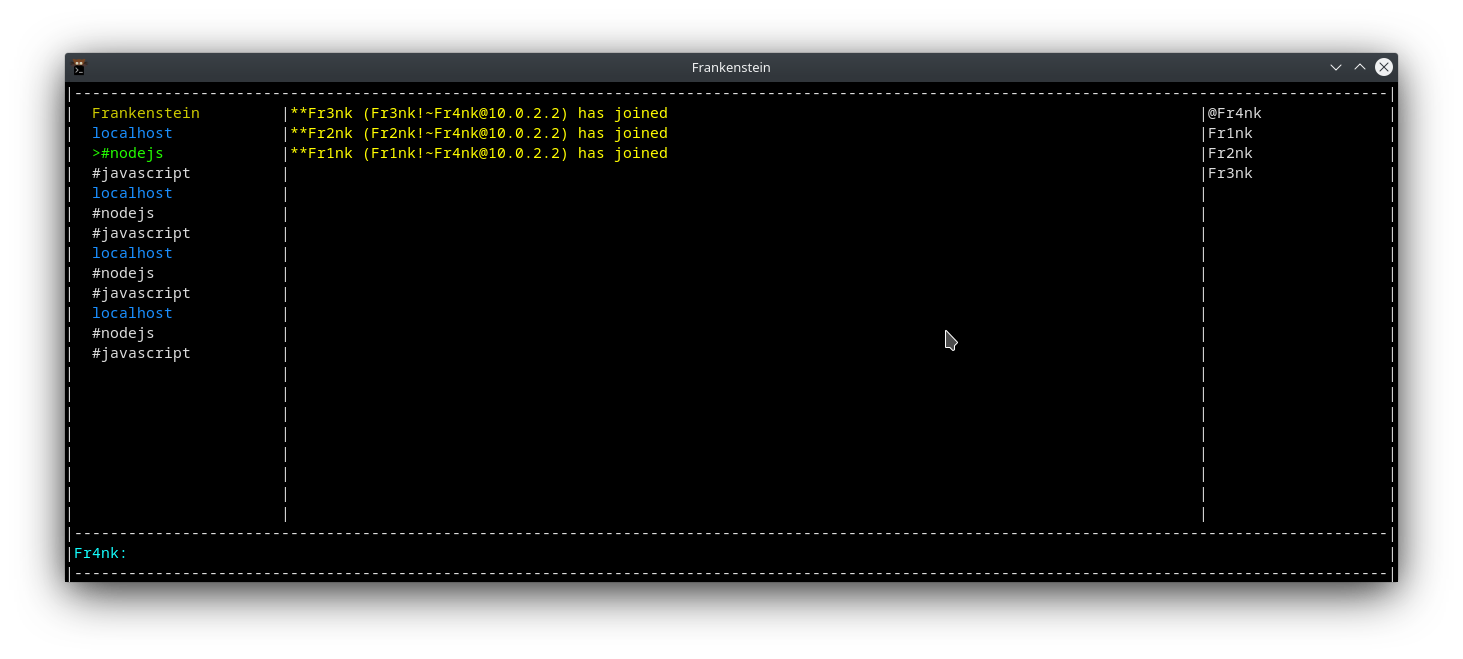 Frankenstein
Frankenstein |**Fr3nk (Fr3nk!~Fr4nk@10.0.2.2) has joined |@Fr4nk
localhost |**Fr2nk (Fr2nk!~Fr4nk@10.0.2.2) has joined |Fr1nk
>#nodejs |**Fr1nk (Fr1nk!~Fr4nk@10.0.2.2) has joined |Fr2nk
#javascript | |Fr3nk
localhost
#nodejs
#javascript
localhost
#nodejs
#javascript
localhost
#nodejs
#javascript
Fr4nk: